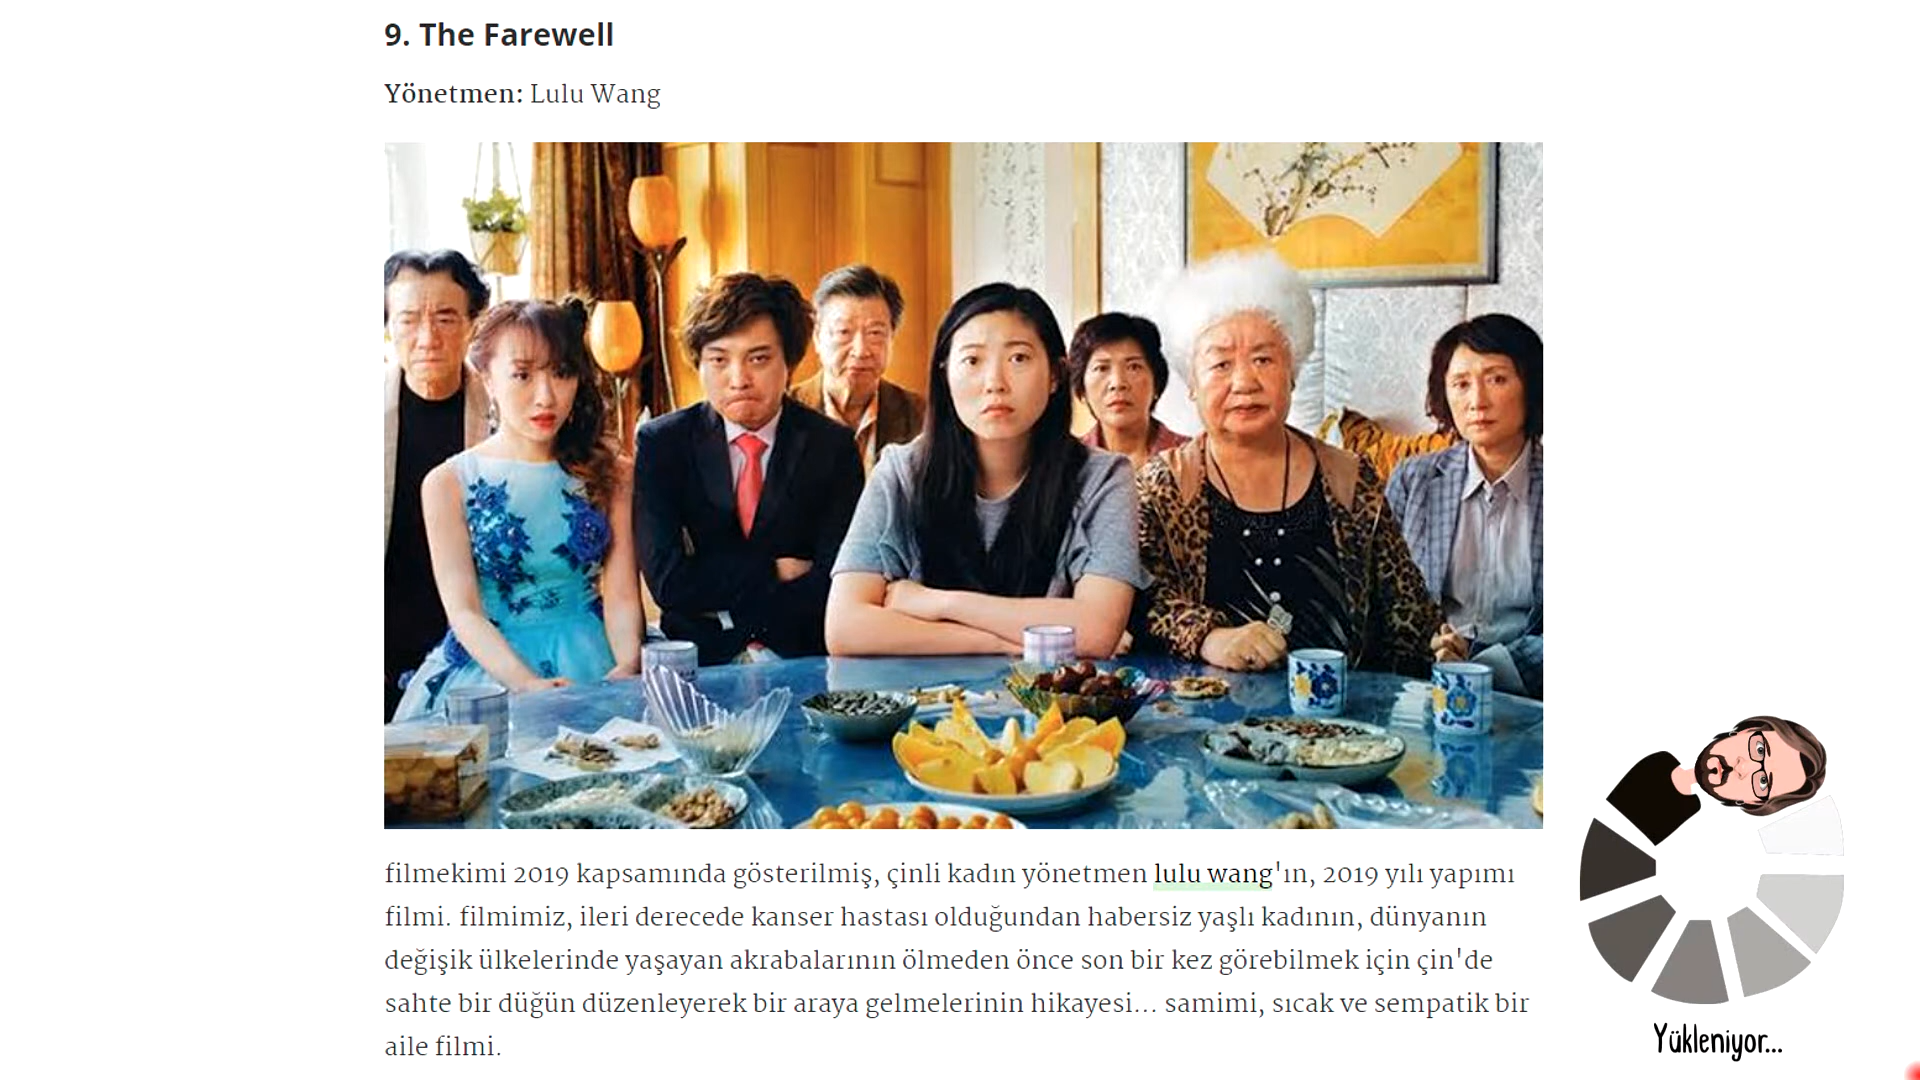 9. The Farewell
Yönetmen: Lulu Wang
filmekimi 2019 kapsamında gösterilmiş, çinli kadın yönetmen lulu wang'ın, 2019 yılı yapımı
filmi. filmimiz, ileri derecede kanser hastası olduğundan habersiz yaşlı kadının, dünyanın
değişik ülkelerinde yaşayan akrabalarının ölmeden önce son bir kez görebilmek için çin'de
sahte bir düğün düzenleyerek bir araya gelmelerinin hikayesi... samimi, sıcak ve sempatik bir
aile filmi.
Yükleniyor...